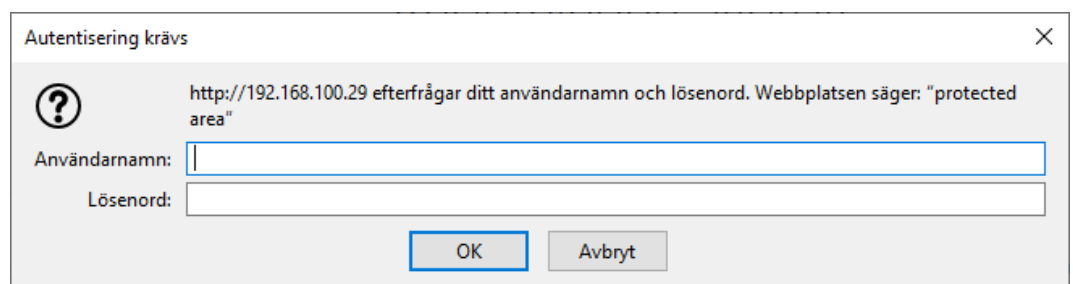 Autentisering krävs
http://192.168.100.29 efterfrågar ditt användarnamn och lösenord. Webbplatsen säger: “protected
area”
Användarnamn:
Lösenord:
OK Avbryt